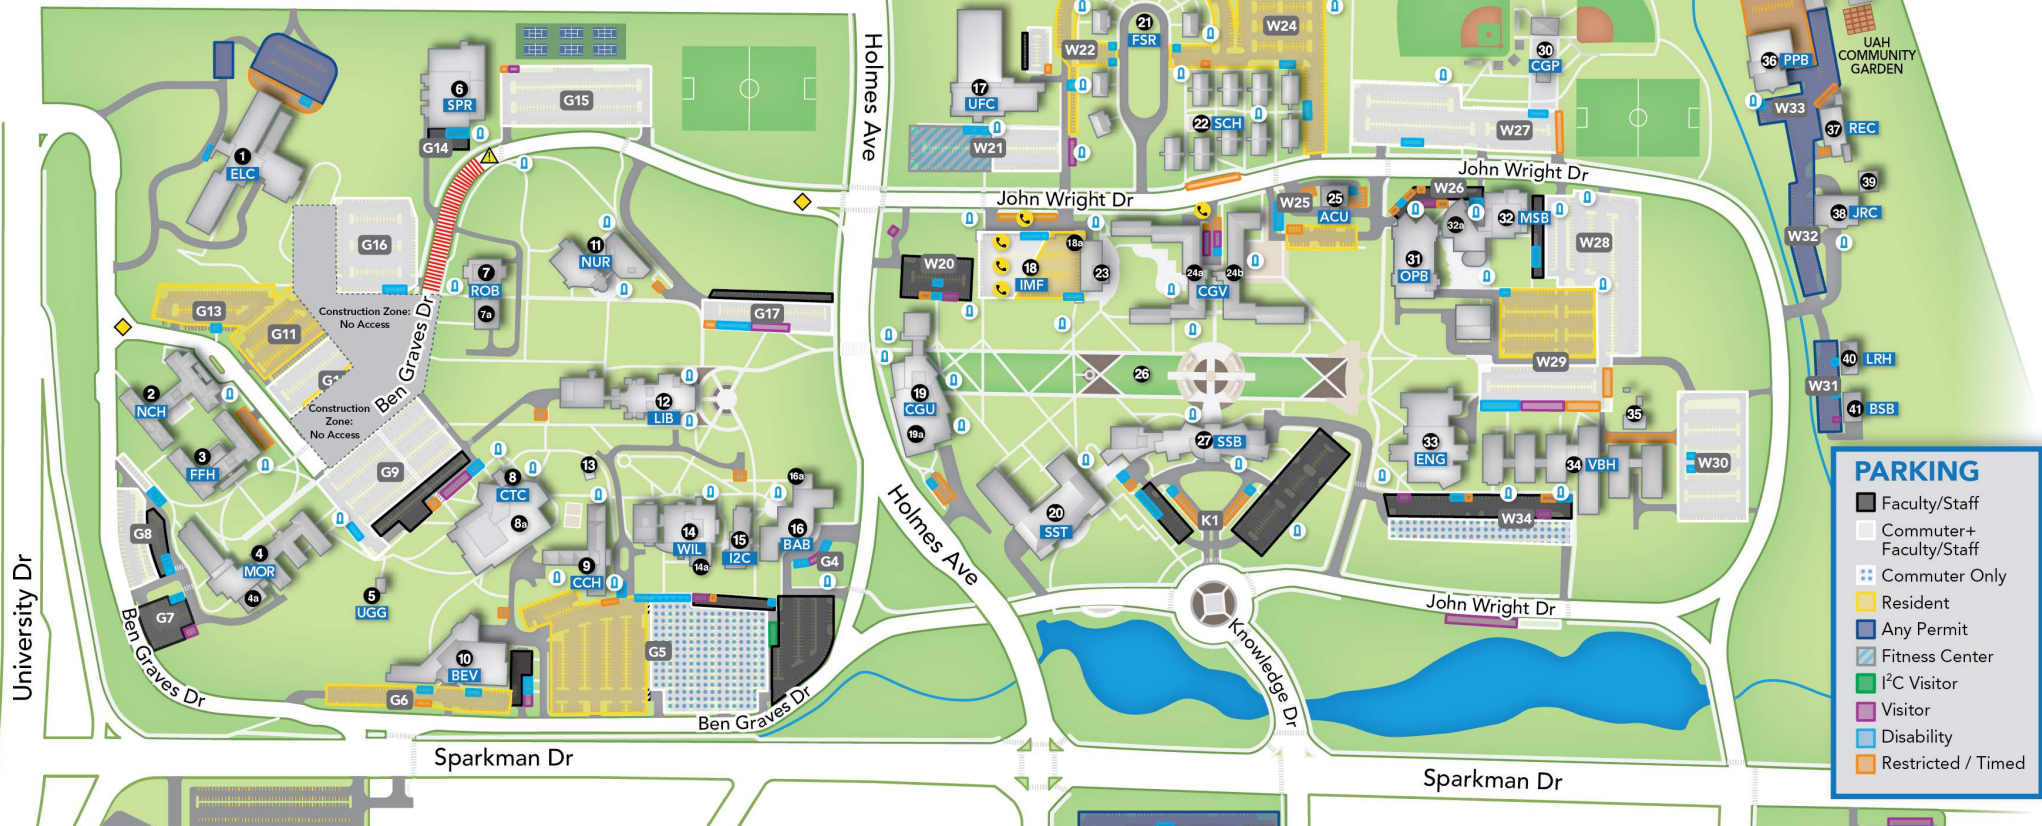 21
FSR
W24
W22
30
CGP
UAH
COMMUNITY
GARDEN
36 PPB
6
SPR
G15
17
UFC
22 SCH
W33
37 REC
W27
G14
W21
1
ELC
Holmes Ave
John Wright Dr
John Wright Dr
W26
25
ACU
W25
32a
32 MSB
39
38 JRC
W32
G16
11
NUR
7
ROB
7a
W20
18a
18
IMF
23
24a
24b
CGV
31
OPB
W28
G13
G11
Construction Zone:
No Access
Ben Graves Dr
G17
W29
40 LRH
W31
41 BSB
2
NCH
12
LIB
26
19
CGU
19a
35
Construction
Zone:
No Access
3
FFH
G9
13
8
CTC
8a
16a
16
BAB
27 SSB
33
ENG
34 VBH
W30
G8
4
MOR
4a
14
WIL
14a
15
I2C
G4
20
SST
K1
W34
9
CCH
5
UGG
Holmes Ave
University Dr
G7
Ben Graves Dr
10
BEV
G6
G5
Ben Graves Dr
John Wright Dr
Knowledge Dr
Sparkman Dr
Sparkman Dr
PARKING
Faculty/Staff
Commuter+
Faculty/Staff
Commuter Only
Resident
Any Permit
Fitness Center
I²C Visitor
Visitor
Disability
Restricted / Timed